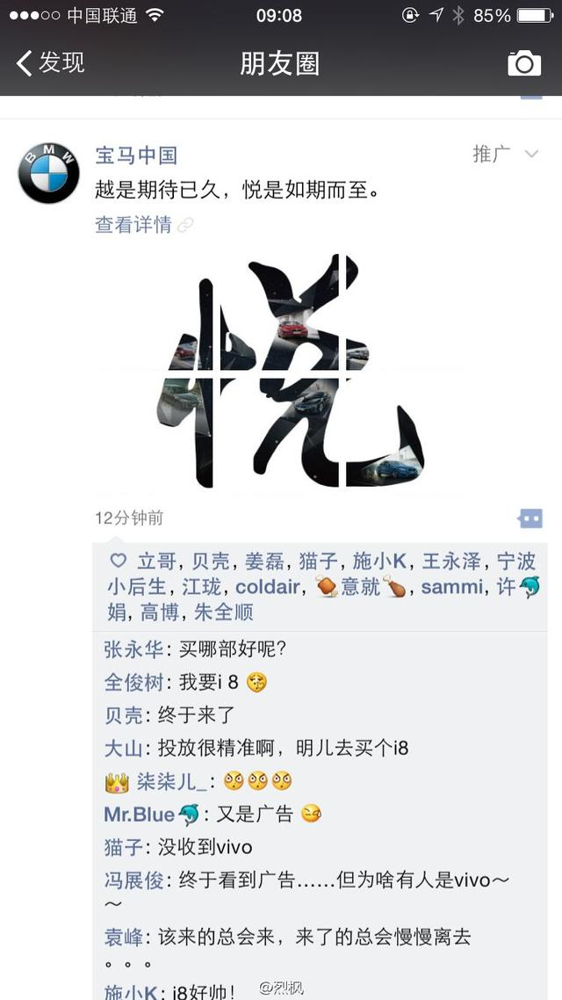 中国联通
09:08
85%
发现
朋友圈
BMW
宝马中国
推广
越是期待已久，悦是如期而至。
查看详情
悦
12分钟前
立哥, 贝壳, 姜磊, 猫子, 施小K, 王永泽, 宁波
小后生, 江珑, coldair, 🍖意就🍗, sammi, 许🐬
娟, 高博, 朱全顺
张永华: 买哪部好呢？
全俊树: 我要i 8
贝壳: 终于来了
大山: 投放很精准啊，明儿去买个i8
👑 柒柒儿_:
Mr.Blue🐬: 又是广告
猫子: 没收到vivo
冯展俊: 终于看到广告……但为啥有人是vivo～
～
袁峰: 该来的总会来，来了的总会慢慢离去
。。。
施小K: i8好帅！
@烈枫